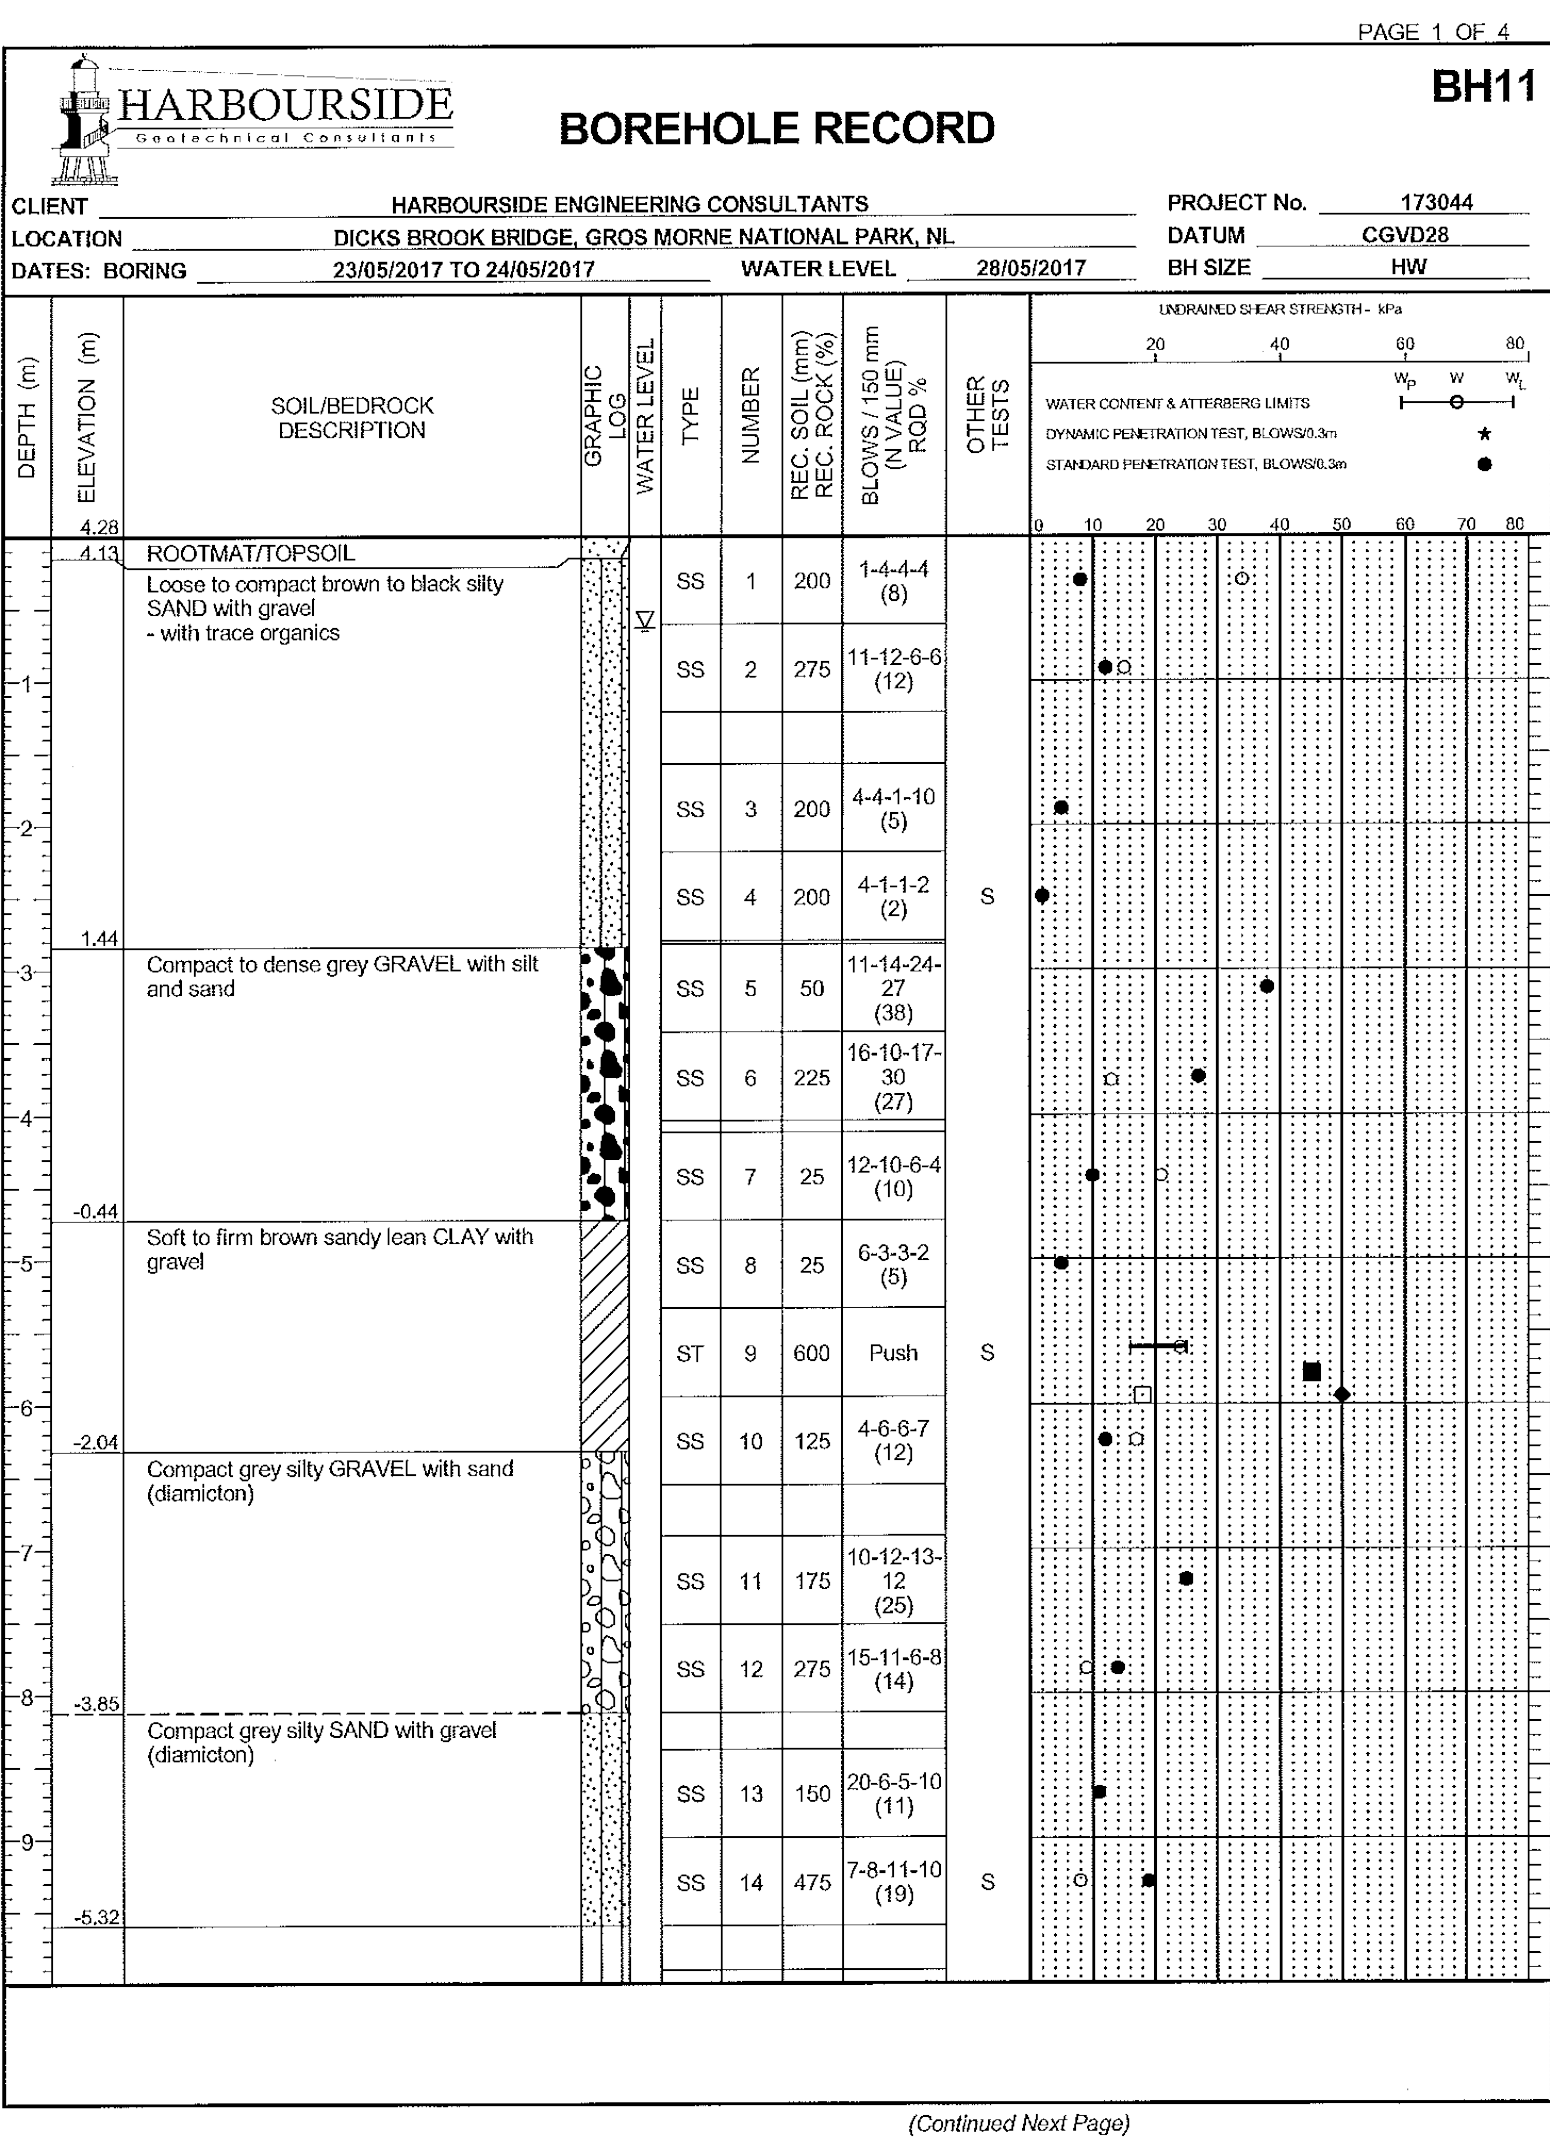 PAGE 1 OF 4
BH11
HARBOURSIDE
Geotechnical Consultants
BOREHOLE RECORD
CLIENT HARBOURSIDE ENGINEERING CONSULTANTS PROJECT No. 173044
LOCATION DICKS BROOK BRIDGE, GROS MORNE NATIONAL PARK, NL DATUM CGVD28
DATES: BORING 23/05/2017 TO 24/05/2017 WATER LEVEL 28/05/2017 BH SIZE HW
DEPTH (m)
ELEVATION (m)
SOIL/BEDROCK
DESCRIPTION
GRAPHIC
LOG
WATER LEVEL
TYPE
NUMBER
REC. SOIL (mm)
REC. ROCK (%)
BLOWS / 150 mm
(N VALUE)
RQD %
OTHER
TESTS
UNDRAINED SHEAR STRENGTH - kPa
20 40 60 80
WP W WL
WATER CONTENT & ATTERBERG LIMITS
DYNAMIC PENETRATION TEST, BLOWS/0.3m ★
STANDARD PENETRATION TEST, BLOWS/0.3m ●
0 10 20 30 40 50 60 70 80
4.28
4.13 ROOTMAT/TOPSOIL
Loose to compact brown to black silty
SAND with gravel
- with trace organics
SS 1 200 1-4-4-4
(8)
1
SS 2 275 11-12-6-6
(12)
2
SS 3 200 4-4-1-10
(5)
SS 4 200 4-1-1-2
(2) S
1.44
3
Compact to dense grey GRAVEL with silt
and sand
SS 5 50 11-14-24-
27
(38)
SS 6 225 16-10-17-
30
(27)
4
SS 7 25 12-10-6-4
(10)
-0.44
Soft to firm brown sandy lean CLAY with
gravel
5
SS 8 25 6-3-3-2
(5)
ST 9 600 Push S
6
SS 10 125 4-6-6-7
(12)
-2.04
Compact grey silty GRAVEL with sand
(diamicton)
7
SS 11 175 10-12-13-
12
(25)
SS 12 275 15-11-6-8
(14)
8
-3.85
Compact grey silty SAND with gravel
(diamicton)
SS 13 150 20-6-5-10
(11)
9
SS 14 475 7-8-11-10
(19) S
-5.32
(Continued Next Page)